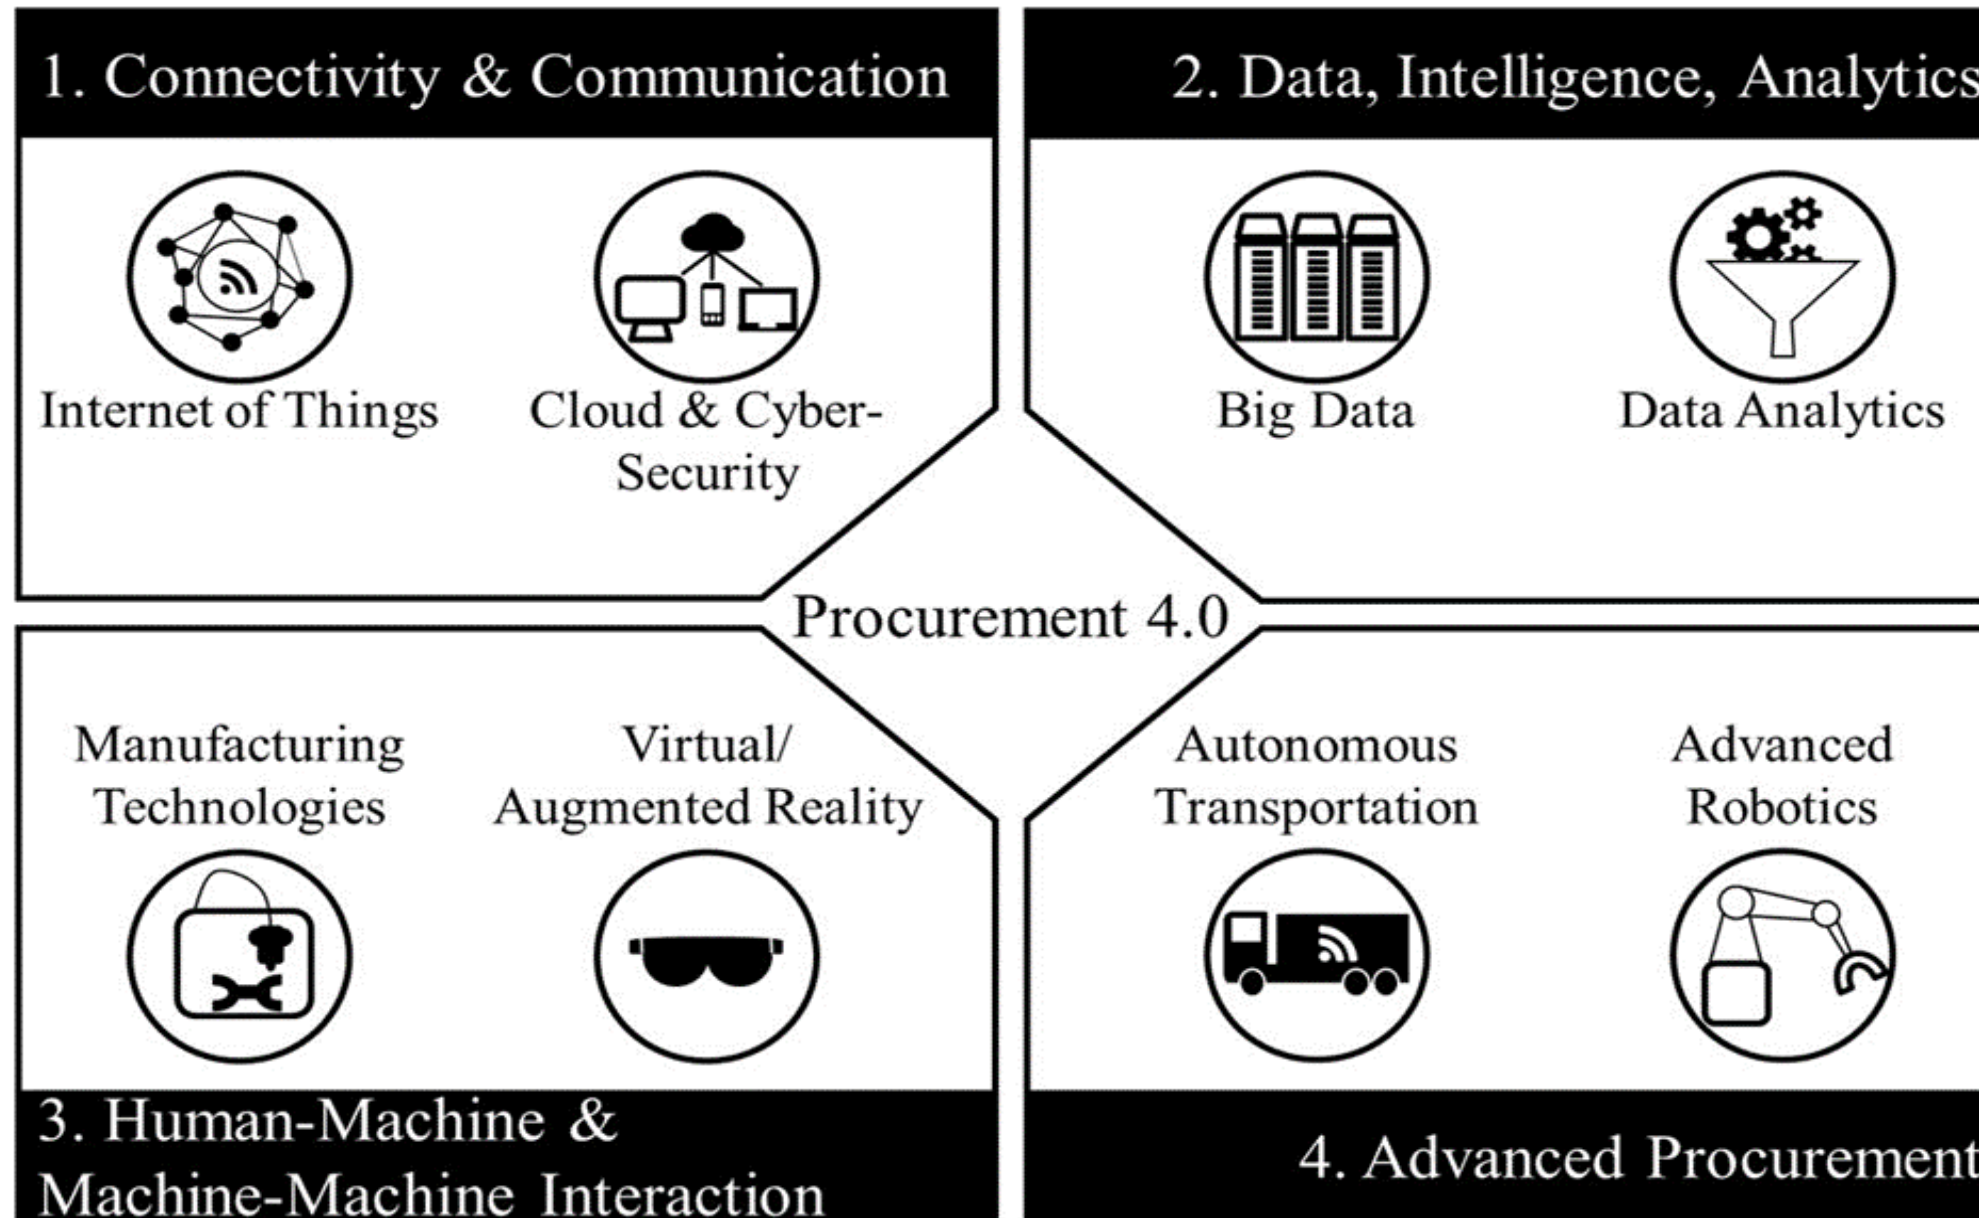 1. Connectivity & Communication
2. Data, Intelligence, Analytics
Internet of Things
Cloud & Cyber-
Security
Big Data
Data Analytics
Procurement 4.0
Manufacturing
Technologies
Virtual/
Augmented Reality
Autonomous
Transportation
Advanced
Robotics
3. Human-Machine &
Machine-Machine Interaction
4. Advanced Procurement